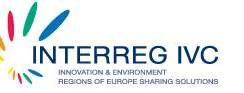 INTERREG IVC
INNOVATION & ENVIRONMENT
REGIONS OF EUROPE SHARING SOLUTIONS